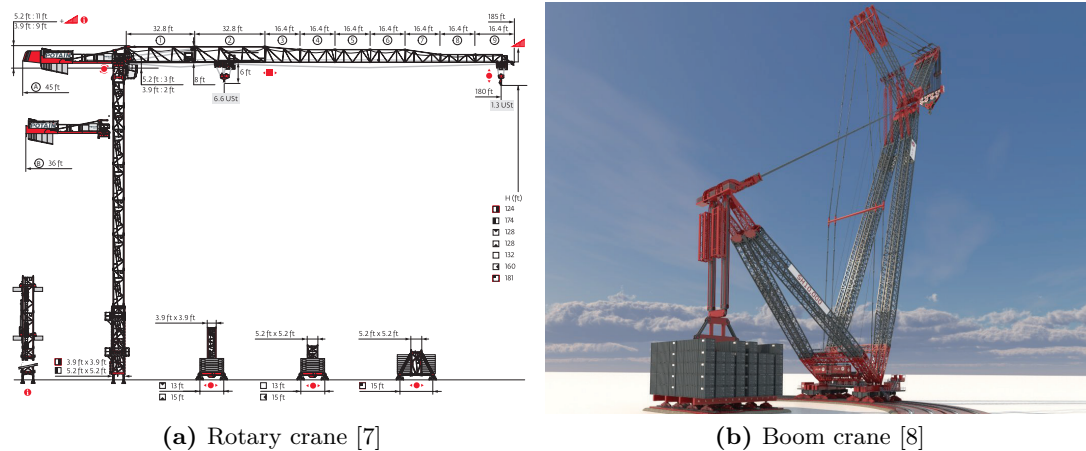 5.2 ft : 11 ft
3.9 ft : 9 ft
+
POTAIN
32.8 ft
32.8 ft
16.4 ft
16.4 ft
16.4 ft
16.4 ft
16.4 ft
16.4 ft
16.4 ft
185 ft
1
2
3
4
5
6
7
8
9
5.2 ft : 3 ft
3.9 ft : 2 ft
8 ft
6 ft
6.6 USt
180 ft
1.3 USt
A 45 ft
POTAIN
B 36 ft
H (ft)
124
174
128
128
132
160
181
3.9 ft x 3.9 ft
5.2 ft x 5.2 ft
5.2 ft x 5.2 ft
3.9 ft x 3.9 ft
5.2 ft x 5.2 ft
13 ft
15 ft
13 ft
15 ft
15 ft
(a) Rotary crane [7]
(b) Boom crane [8]